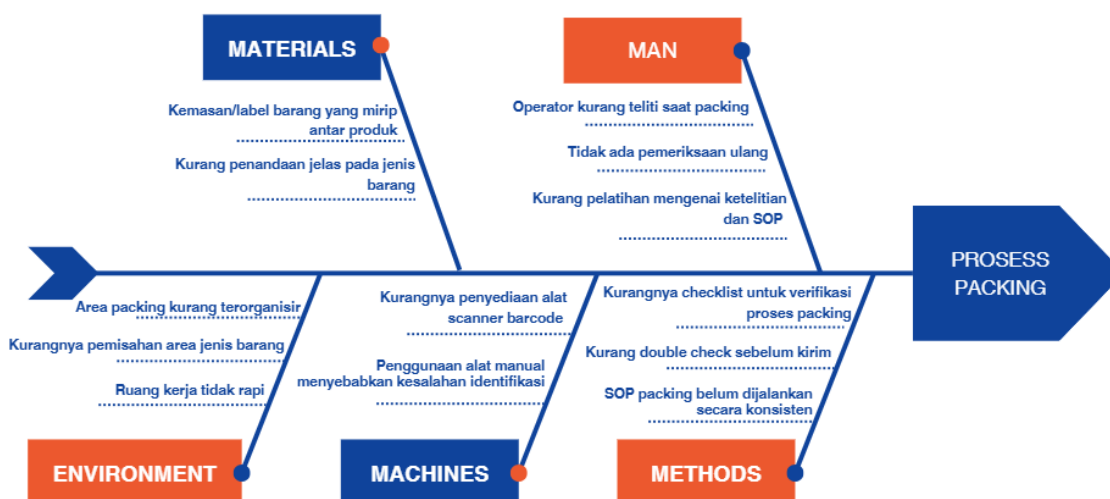 MATERIALS
Kemasan/label barang yang mirip
antar produk
Kurang penandaan jelas pada jenis
barang
MAN
Operator kurang teliti saat packing
Tidak ada pemeriksaan ulang
Kurang pelatihan mengenai ketelitian
dan SOP
PROSESS
PACKING
Area packing kurang terorganisir
Kurangnya pemisahan area jenis barang
Ruang kerja tidak rapi
ENVIRONMENT
Kurangnya penyediaan alat
scanner barcode
Penggunaan alat manual
menyebabkan kesalahan identifikasi
MACHINES
Kurangnya checklist untuk verifikasi
proses packing
Kurang double check sebelum kirim
SOP packing belum dijalankan
secara konsisten
METHODS